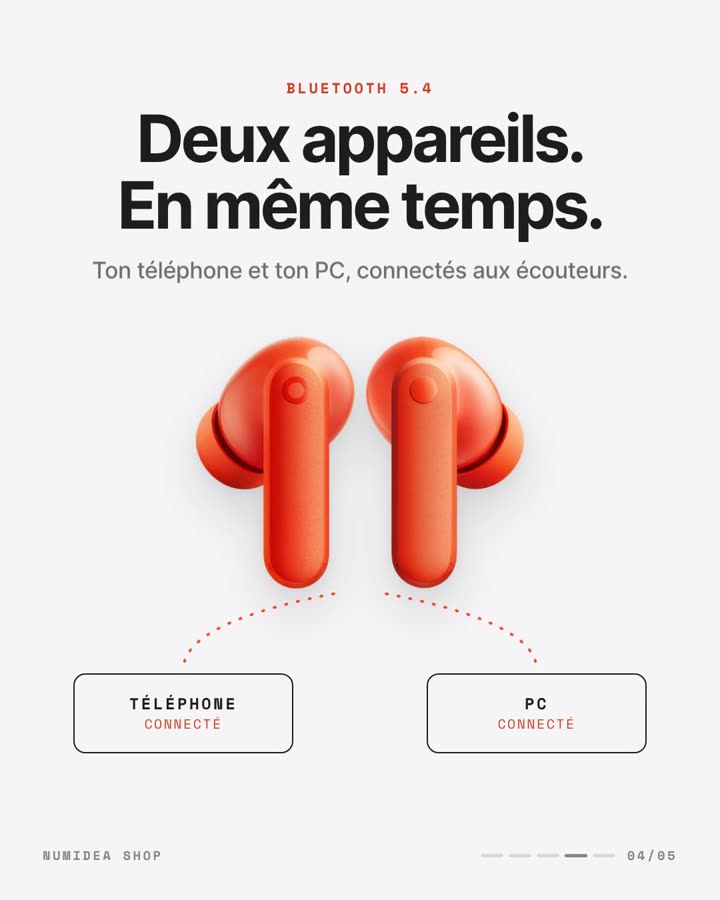 BLUETOOTH 5.4
Deux appareils.
En même temps.
Ton téléphone et ton PC, connectés aux écouteurs.
TÉLÉPHONE
CONNECTÉ
PC
CONNECTÉ
NUMIDEA SHOP
04/05